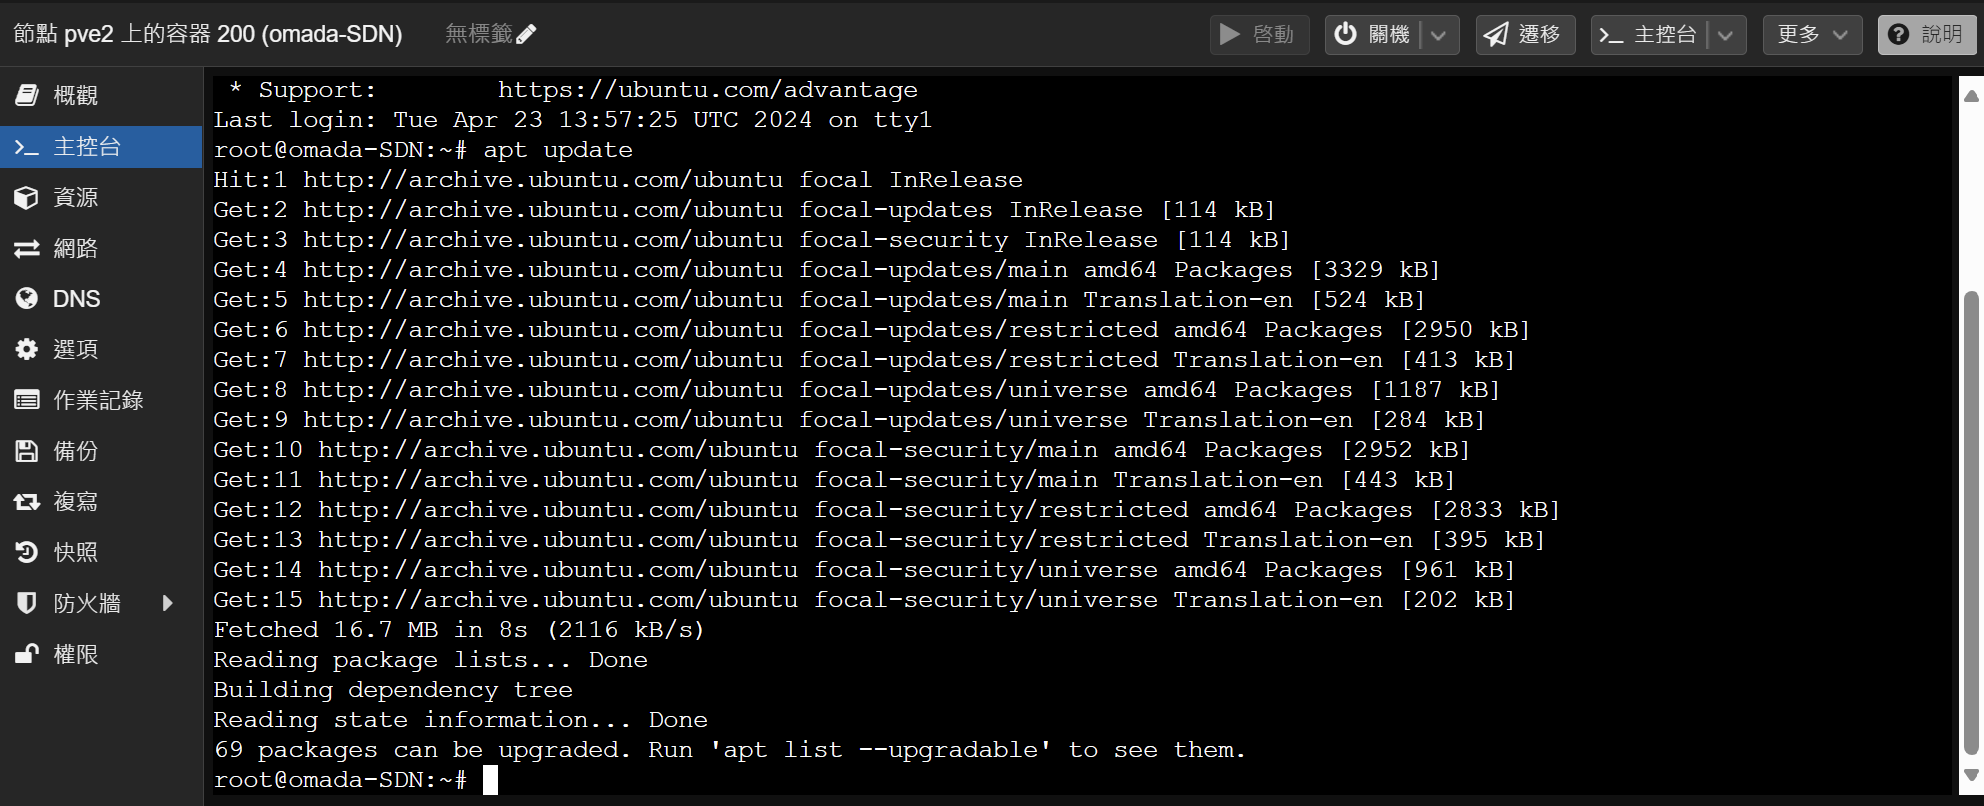 節點 pve2 上的容器 200 (omada-SDN) 無標籤 啓動 關機 遷移 主控台 更多 說明
概觀
主控台
資源
網路
DNS
選項
作業記錄
備份
複寫
快照
防火牆
權限
* Support: https://ubuntu.com/advantage
Last login: Tue Apr 23 13:57:25 UTC 2024 on tty1
root@omada-SDN:~# apt update
Hit:1 http://archive.ubuntu.com/ubuntu focal InRelease
Get:2 http://archive.ubuntu.com/ubuntu focal-updates InRelease [114 kB]
Get:3 http://archive.ubuntu.com/ubuntu focal-security InRelease [114 kB]
Get:4 http://archive.ubuntu.com/ubuntu focal-updates/main amd64 Packages [3329 kB]
Get:5 http://archive.ubuntu.com/ubuntu focal-updates/main Translation-en [524 kB]
Get:6 http://archive.ubuntu.com/ubuntu focal-updates/restricted amd64 Packages [2950 kB]
Get:7 http://archive.ubuntu.com/ubuntu focal-updates/restricted Translation-en [413 kB]
Get:8 http://archive.ubuntu.com/ubuntu focal-updates/universe amd64 Packages [1187 kB]
Get:9 http://archive.ubuntu.com/ubuntu focal-updates/universe Translation-en [284 kB]
Get:10 http://archive.ubuntu.com/ubuntu focal-security/main amd64 Packages [2952 kB]
Get:11 http://archive.ubuntu.com/ubuntu focal-security/main Translation-en [443 kB]
Get:12 http://archive.ubuntu.com/ubuntu focal-security/restricted amd64 Packages [2833 kB]
Get:13 http://archive.ubuntu.com/ubuntu focal-security/restricted Translation-en [395 kB]
Get:14 http://archive.ubuntu.com/ubuntu focal-security/universe amd64 Packages [961 kB]
Get:15 http://archive.ubuntu.com/ubuntu focal-security/universe Translation-en [202 kB]
Fetched 16.7 MB in 8s (2116 kB/s)
Reading package lists... Done
Building dependency tree
Reading state information... Done
69 packages can be upgraded. Run 'apt list --upgradable' to see them.
root@omada-SDN:~#